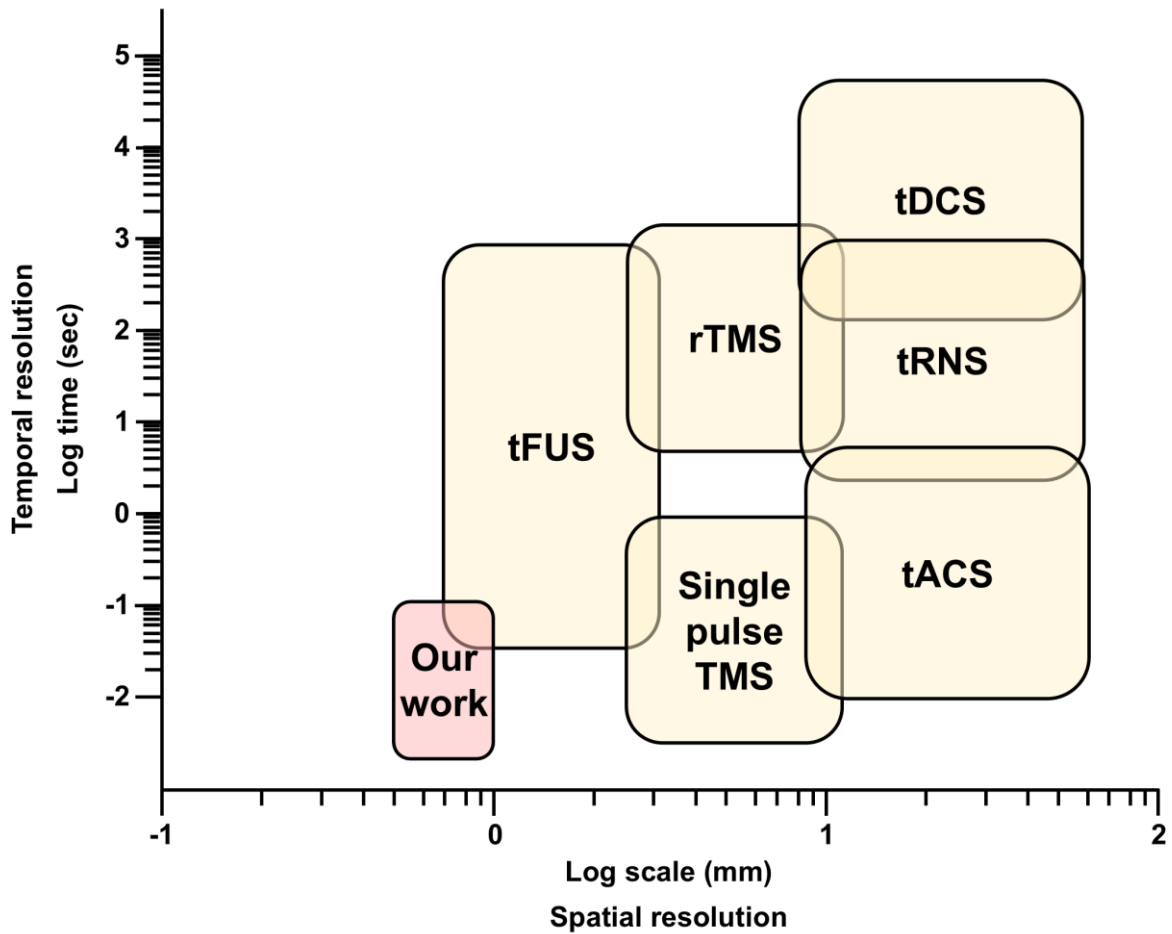 Temporal resolution
Log time (sec)
5
4
3
2
1
0
-1
-2
tDCS
rTMS
tRNS
tFUS
tACS
Single
pulse
TMS
Our
work
-1
0
1
2
Log scale (mm)
Spatial resolution